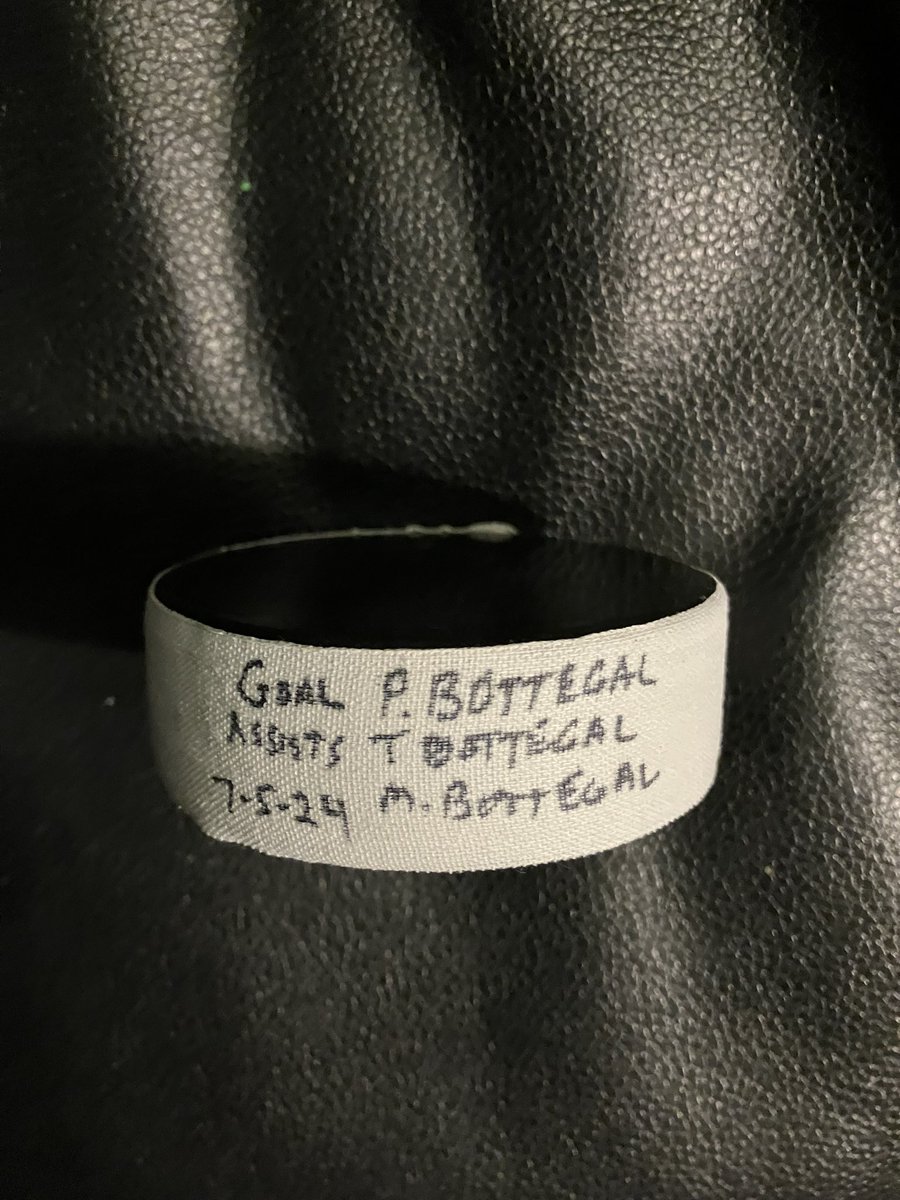 GOAL P. BOTTEGAL
ASSISTS T BOTTEGAL
7-5-24 M. BOTTEGAL